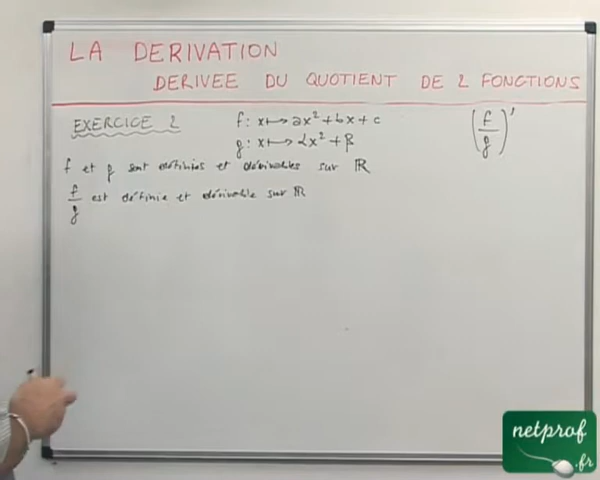 LA DERIVATION
DERIVEE DU QUOTIENT DE 2 FONCTIONS
EXERCICE 2 f: x ↦ ax² + bx + c (f/g)'
g: x ↦ αx² + β
f et g sont définies et dérivables sur ℝ
f/g est définie et dérivable sur ℝ
netprof
.fr